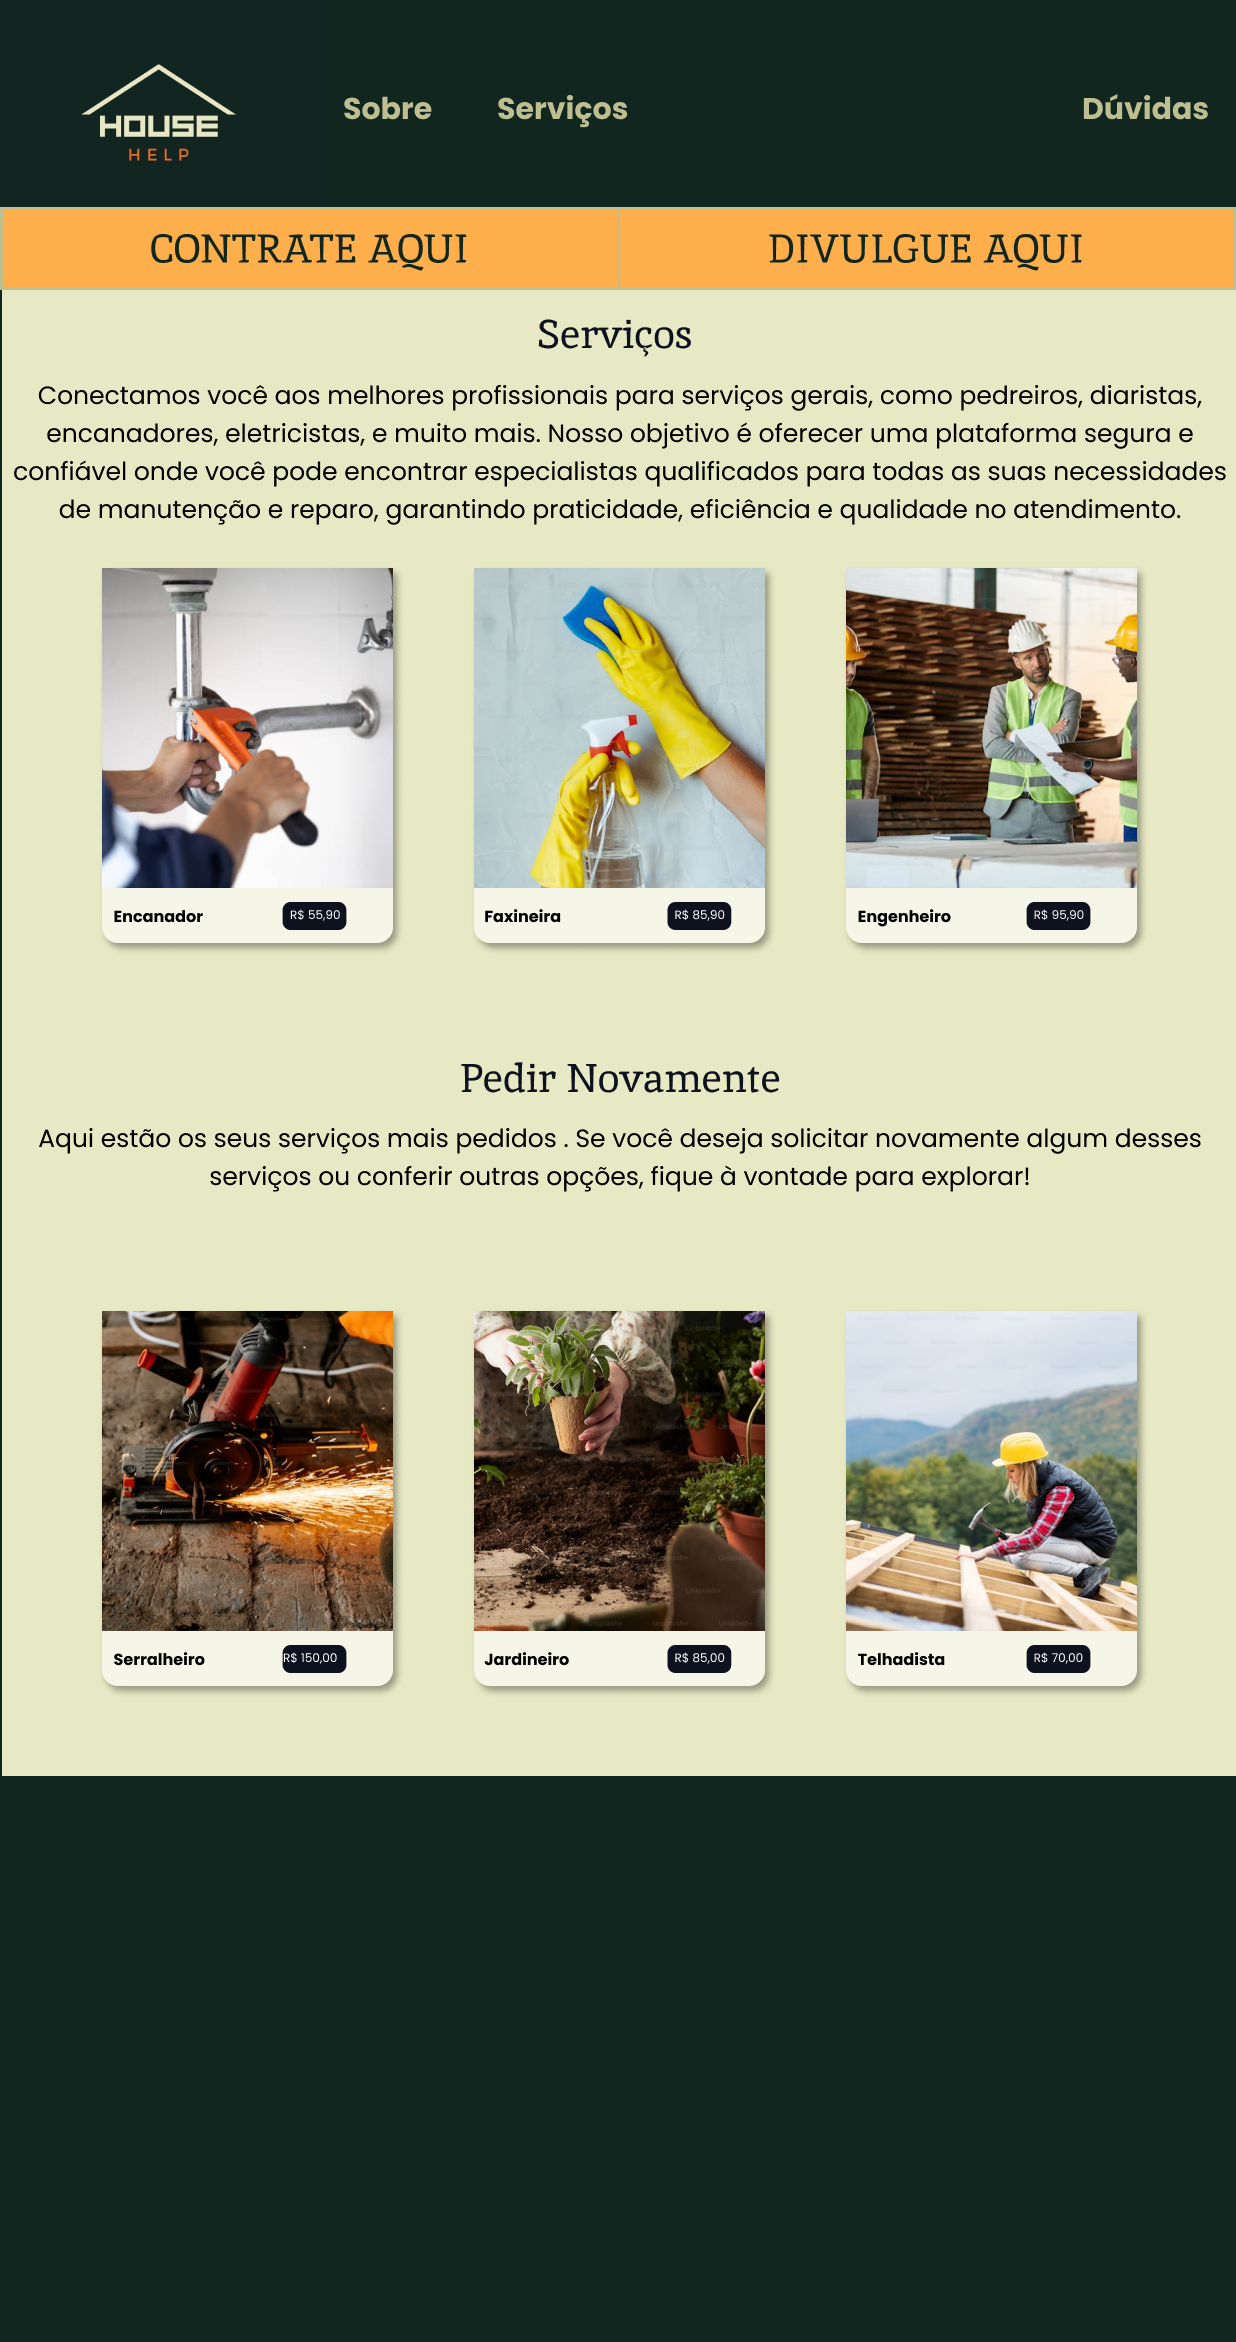 HOUSE
HELP
Sobre
Serviços
Dúvidas
CONTRATE AQUI
DIVULGUE AQUI
Serviços
Conectamos você aos melhores profissionais para serviços gerais, como pedreiros, diaristas,
encanadores, eletricistas, e muito mais. Nosso objetivo é oferecer uma plataforma segura e
confiável onde você pode encontrar especialistas qualificados para todas as suas necessidades
de manutenção e reparo, garantindo praticidade, eficiência e qualidade no atendimento.
Encanador
R$ 55,90
Faxineira
R$ 85,90
Engenheiro
R$ 95,90
Pedir Novamente
Aqui estão os seus serviços mais pedidos . Se você deseja solicitar novamente algum desses
serviços ou conferir outras opções, fique à vontade para explorar!
Serralheiro
R$ 150,00
Jardineiro
R$ 85,00
Telhadista
R$ 70,00